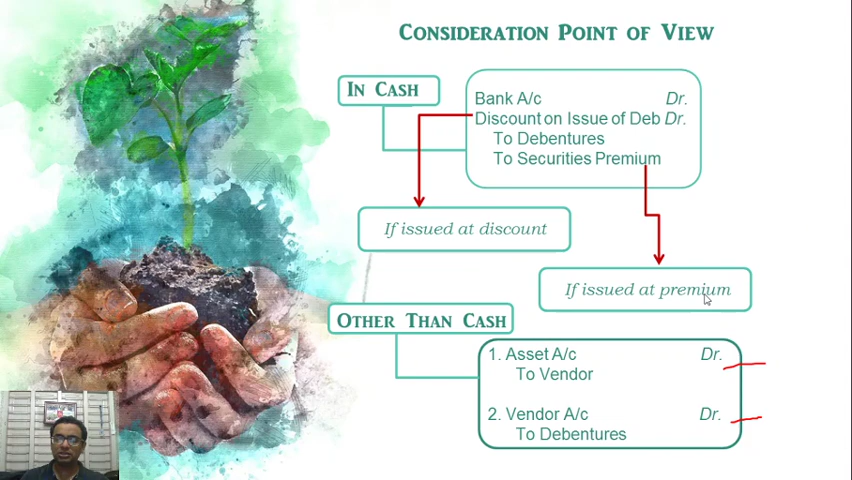 CONSIDERATION POINT OF VIEW
IN CASH
Bank A/c Dr.
Discount on Issue of Deb Dr.
To Debentures
To Securities Premium
If issued at discount
If issued at premium
OTHER THAN CASH
1. Asset A/c Dr.
To Vendor
2. Vendor A/c Dr.
To Debentures